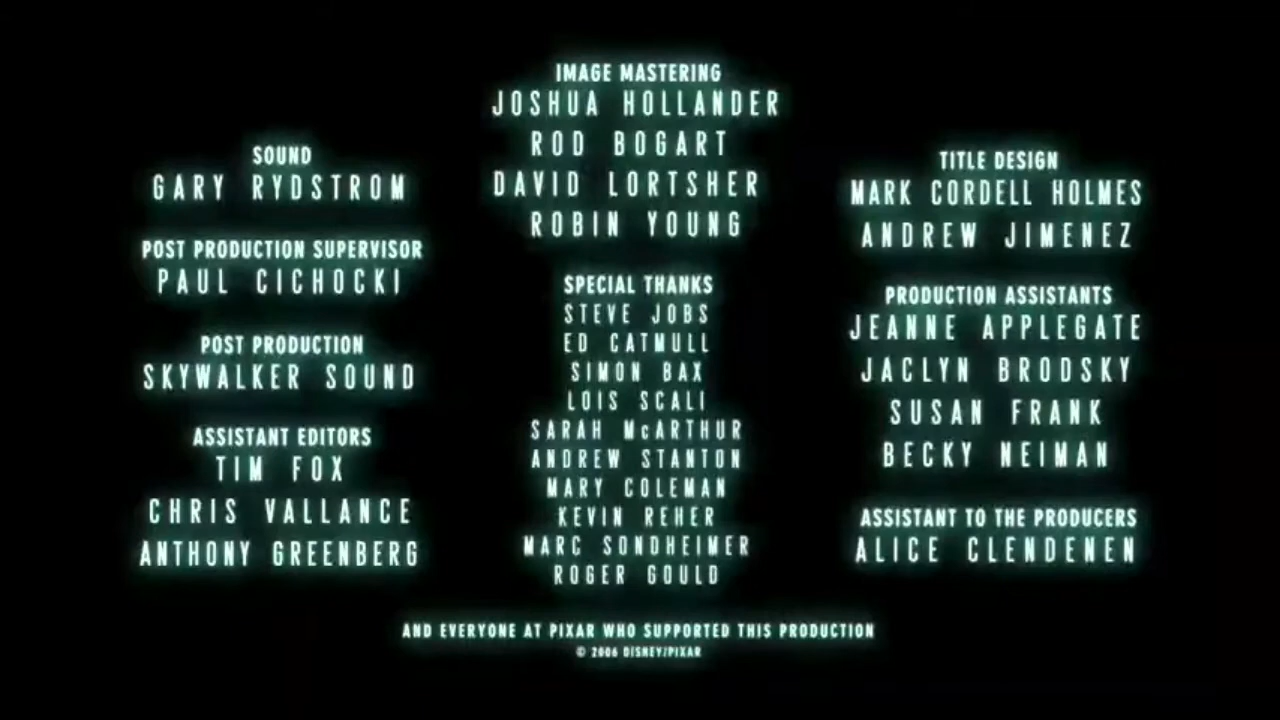 SOUND
GARY RYDSTROM
POST PRODUCTION SUPERVISOR
PAUL CICHOCKI
POST PRODUCTION
SKYWALKER SOUND
ASSISTANT EDITORS
TIM FOX
CHRIS VALLANCE
ANTHONY GREENBERG
IMAGE MASTERING
JOSHUA HOLLANDER
ROD BOGART
DAVID LORTSHER
ROBIN YOUNG
SPECIAL THANKS
STEVE JOBS
ED CATMULL
SIMON BAX
LOIS SCALI
SARAH McARTHUR
ANDREW STANTON
MARY COLEMAN
KEVIN REHER
MARC SONDHEIMER
ROGER GOULD
TITLE DESIGN
MARK CORDELL HOLMES
ANDREW JIMENEZ
PRODUCTION ASSISTANTS
JEANNE APPLEGATE
JACLYN BRODSKY
SUSAN FRANK
BECKY NEIMAN
ASSISTANT TO THE PRODUCERS
ALICE CLENDENEN
AND EVERYONE AT PIXAR WHO SUPPORTED THIS PRODUCTION
© 2006 DISNEY/PIXAR